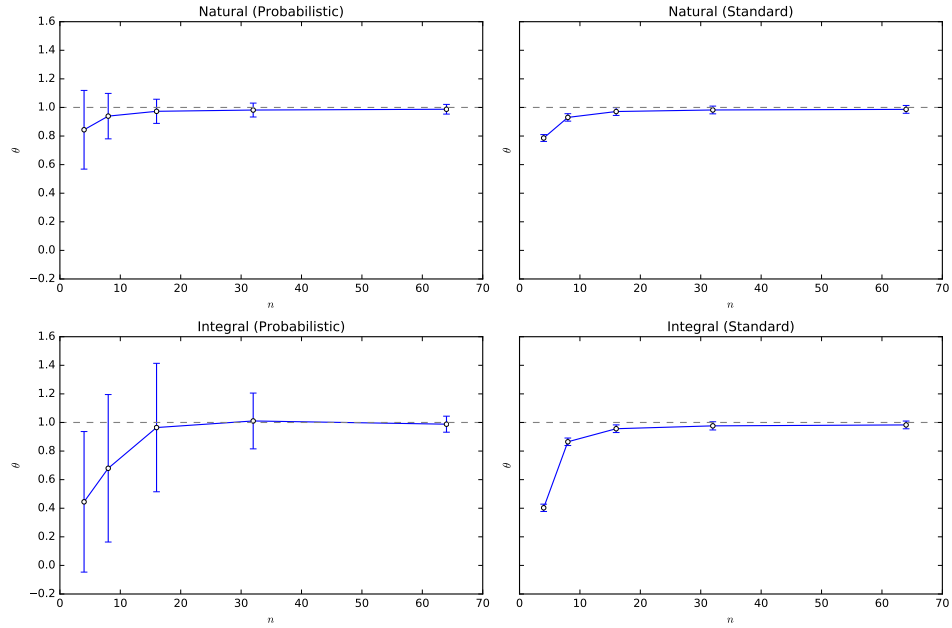 Natural (Probabilistic)
1.6
1.4
1.2
1.0
0.8
0.6
0.4
0.2
0.0
−0.2
θ
0 10 20 30 40 50 60 70
n
Natural (Standard)
θ
0 10 20 30 40 50 60 70
n
Integral (Probabilistic)
1.6
1.4
1.2
1.0
0.8
0.6
0.4
0.2
0.0
−0.2
θ
0 10 20 30 40 50 60 70
n
Integral (Standard)
θ
0 10 20 30 40 50 60 70
n